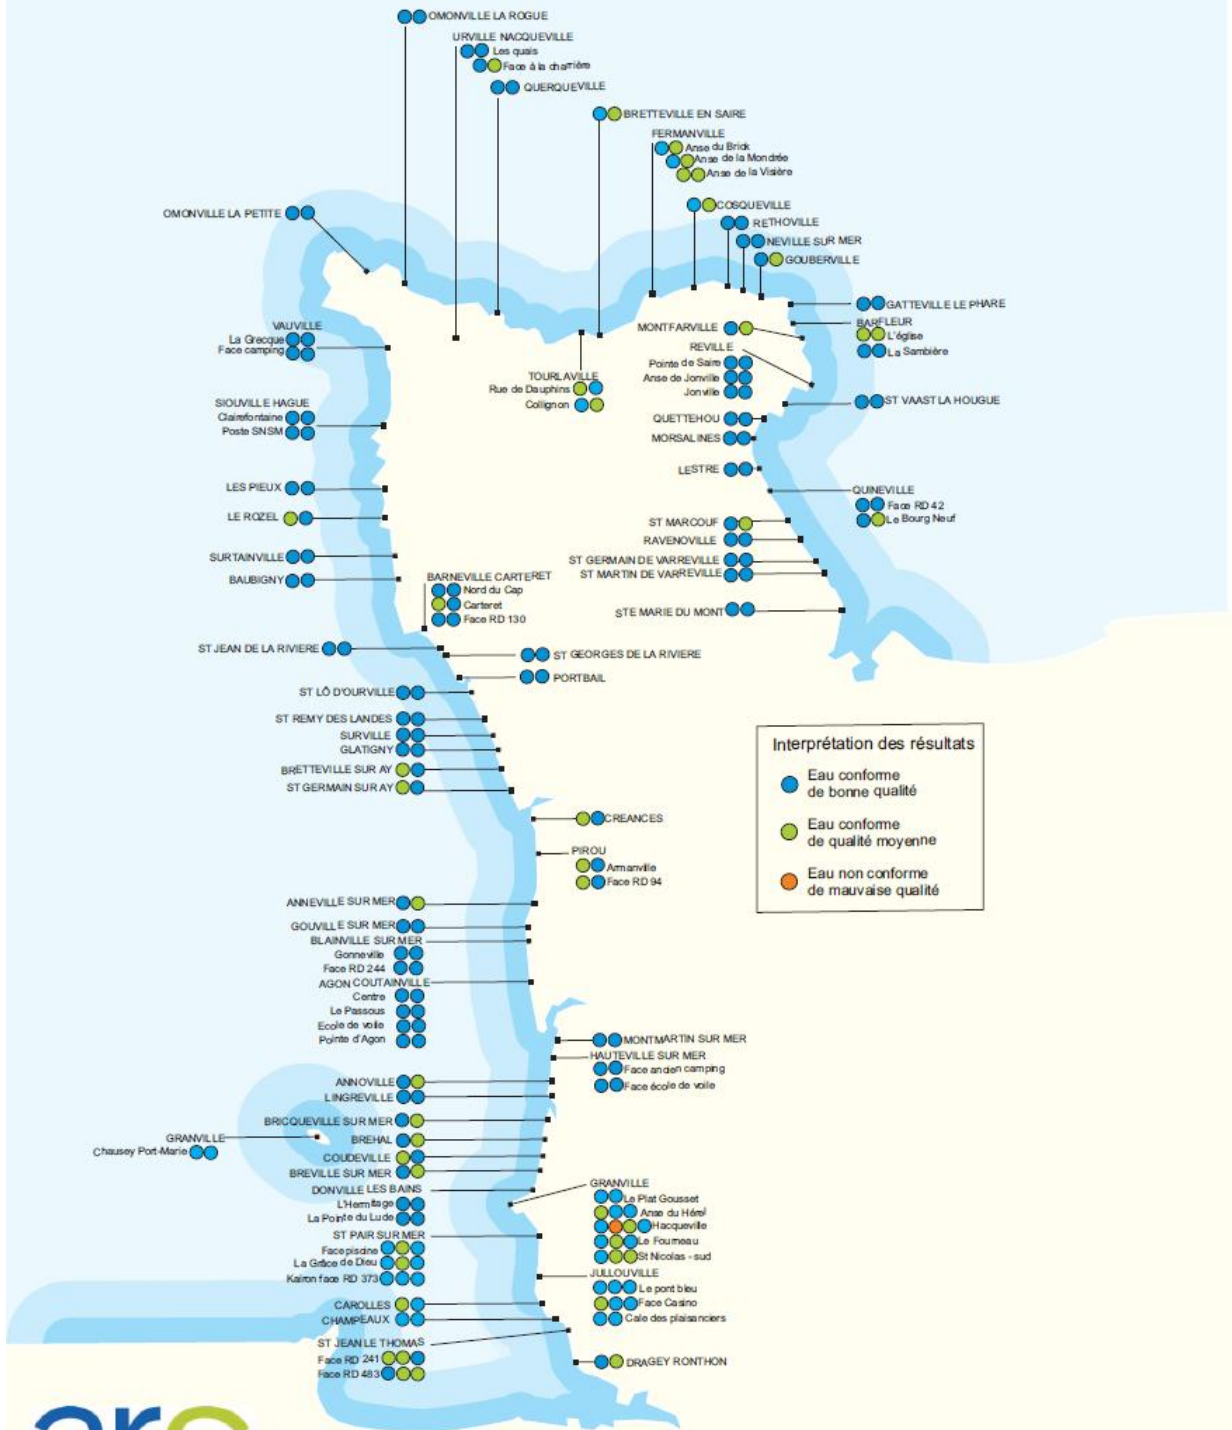 OMONVILLE LA ROGUE
URVILLE NACQUEVILLE
Les quais
Face à la charrière
QUERQUEVILLE
BRETTEVILLE EN SAIRE
FERMANVILLE
Anse du Brick
Anse de la Mondrée
Anse de la Visière
COSQUEVILLE
OMONVILLE LA PETITE
RETHOVILLE
NEVILLE SUR MER
GOUBERVILLE
GATTEVILLE LE PHARE
VAUVILLE
La Grecque
Face camping
MONTFARVILLE
BARFLEUR
L'église
La Sambière
REVILLE
Pointe de Saire
Anse de Jonville
Jonville
TOURLAVILLE
Rue de Dauphins
Collignon
SIOUVILLE HAGUE
Clairefontaine
Poste SNSM
ST VAAST LA HOUGUE
QUETTEHOU
MORSALINES
LESTRE
LES PIEUX
QUINEVILLE
Face RD 42
Le Bourg Neuf
LE ROZEL
ST MARCOUF
RAVENOVILLE
SURTAINVILLE
ST GERMAIN DE VARREVILLE
ST MARTIN DE VARREVILLE
BAUBIGNY
BARNEVILLE CARTERET
Nord du Cap
Carteret
Face RD 130
STE MARIE DU MONT
ST JEAN DE LA RIVIERE
ST GEORGES DE LA RIVIERE
PORTBAIL
ST LÔ D'OURVILLE
ST REMY DES LANDES
SURVILLE
GLATIGNY
BRETTEVILLE SUR AY
ST GERMAIN SUR AY
Interprétation des résultats
Eau conforme
de bonne qualité
Eau conforme
de qualité moyenne
Eau non conforme
de mauvaise qualité
CREANCES
PIROU
Armanville
Face RD 94
ANNEVILLE SUR MER
GOUVILLE SUR MER
BLAINVILLE SUR MER
Gonneville
Face RD 244
AGON COUTAINVILLE
Centre
Le Passous
Ecole de voile
Pointe d'Agon
MONTMARTIN SUR MER
HAUTEVILLE SUR MER
Face ancien camping
Face école de voile
ANNOVILLE
LINGREVILLE
BRICQUEVILLE SUR MER
GRANVILLE
Chausey Port-Marie
BREHAL
COUDEVILLE
BREVILLE SUR MER
DONVILLE LES BAINS
L'Hermitage
La Pointe du Lude
GRANVILLE
Le Plat Gousset
Anse du Hérel
Hacqueville
Le Fourneau
St Nicolas - sud
ST PAIR SUR MER
Face piscine
La Grâce de Dieu
Kairon face RD 373
JULLOUVILLE
Le pont bleu
Face Casino
Cale des plaisanciers
CAROLLES
CHAMPEAUX
ST JEAN LE THOMAS
Face RD 241
Face RD 483
DRAGEY RONTHON
ars